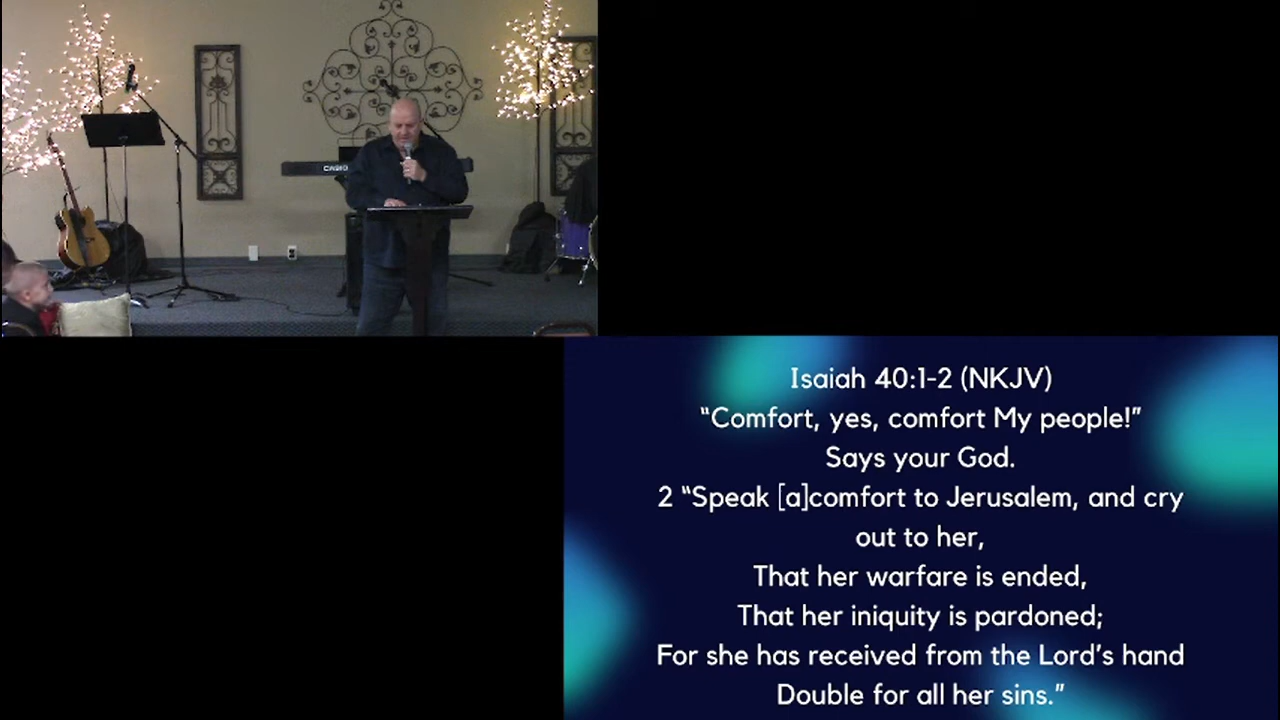 CASIO
Isaiah 40:1-2 (NKJV)
“Comfort, yes, comfort My people!”
Says your God.
2 “Speak [a]comfort to Jerusalem, and cry
out to her,
That her warfare is ended,
That her iniquity is pardoned;
For she has received from the Lord’s hand
Double for all her sins.”